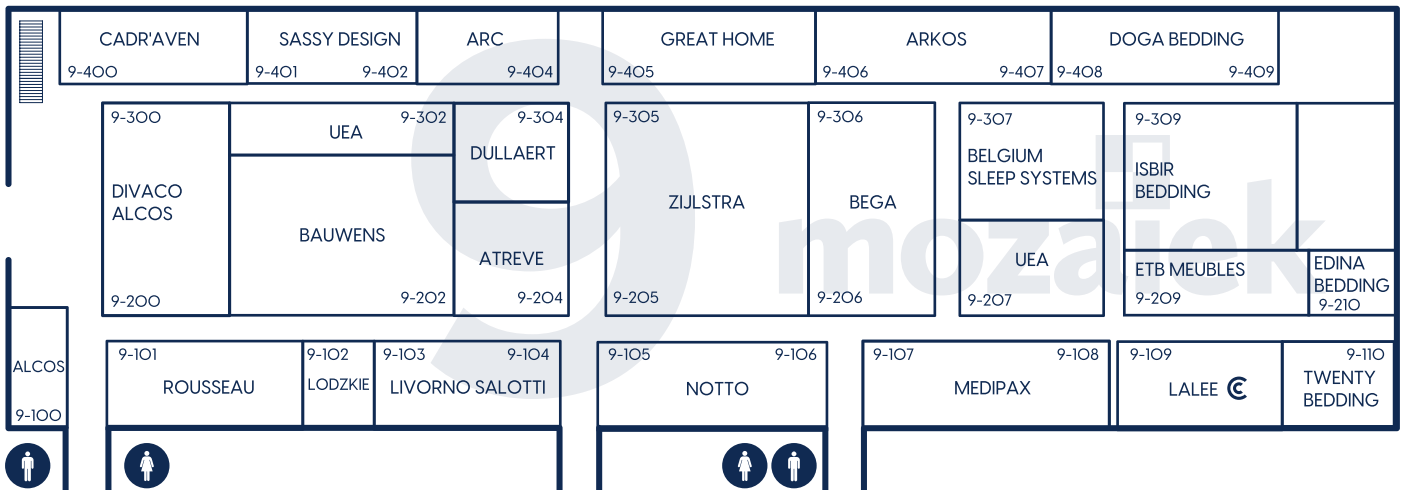 CADR'AVEN
9-400
SASSY DESIGN
9-401 9-402
ARC
9-404
GREAT HOME
9-405
ARKOS
9-406 9-407
DOGA BEDDING
9-408 9-409
9-300
DIVACO
ALCOS
9-200
9-302
UEA
BAUWENS
9-202
9-304
DULLAERT
ATREVE
9-204
9-305
ZIJLSTRA
9-205
9-306
BEGA
9-206
9-307
BELGIUM
SLEEP SYSTEMS
UEA
9-207
9-309
ISBIR
BEDDING
ETB MEUBLES
9-209
EDINA
BEDDING
9-210
9 mozaiek
ALCOS
9-100
9-101
ROUSSEAU
9-102
LODZKIE
9-103 9-104
LIVORNO SALOTTI
9-105 9-106
NOTTO
9-107 9-108
MEDIPAX
9-109
LALEE
9-110
TWENTY
BEDDING